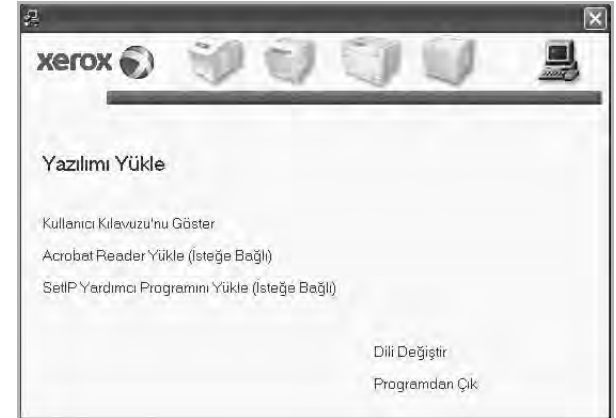 xerox
Yazılımı Yükle
Kullanıcı Kılavuzu'nu Göster
Acrobat Reader Yükle (İsteğe Bağlı)
SetIP Yardımcı Programını Yükle (İsteğe Bağlı)
Dili Değiştir
Programdan Çık